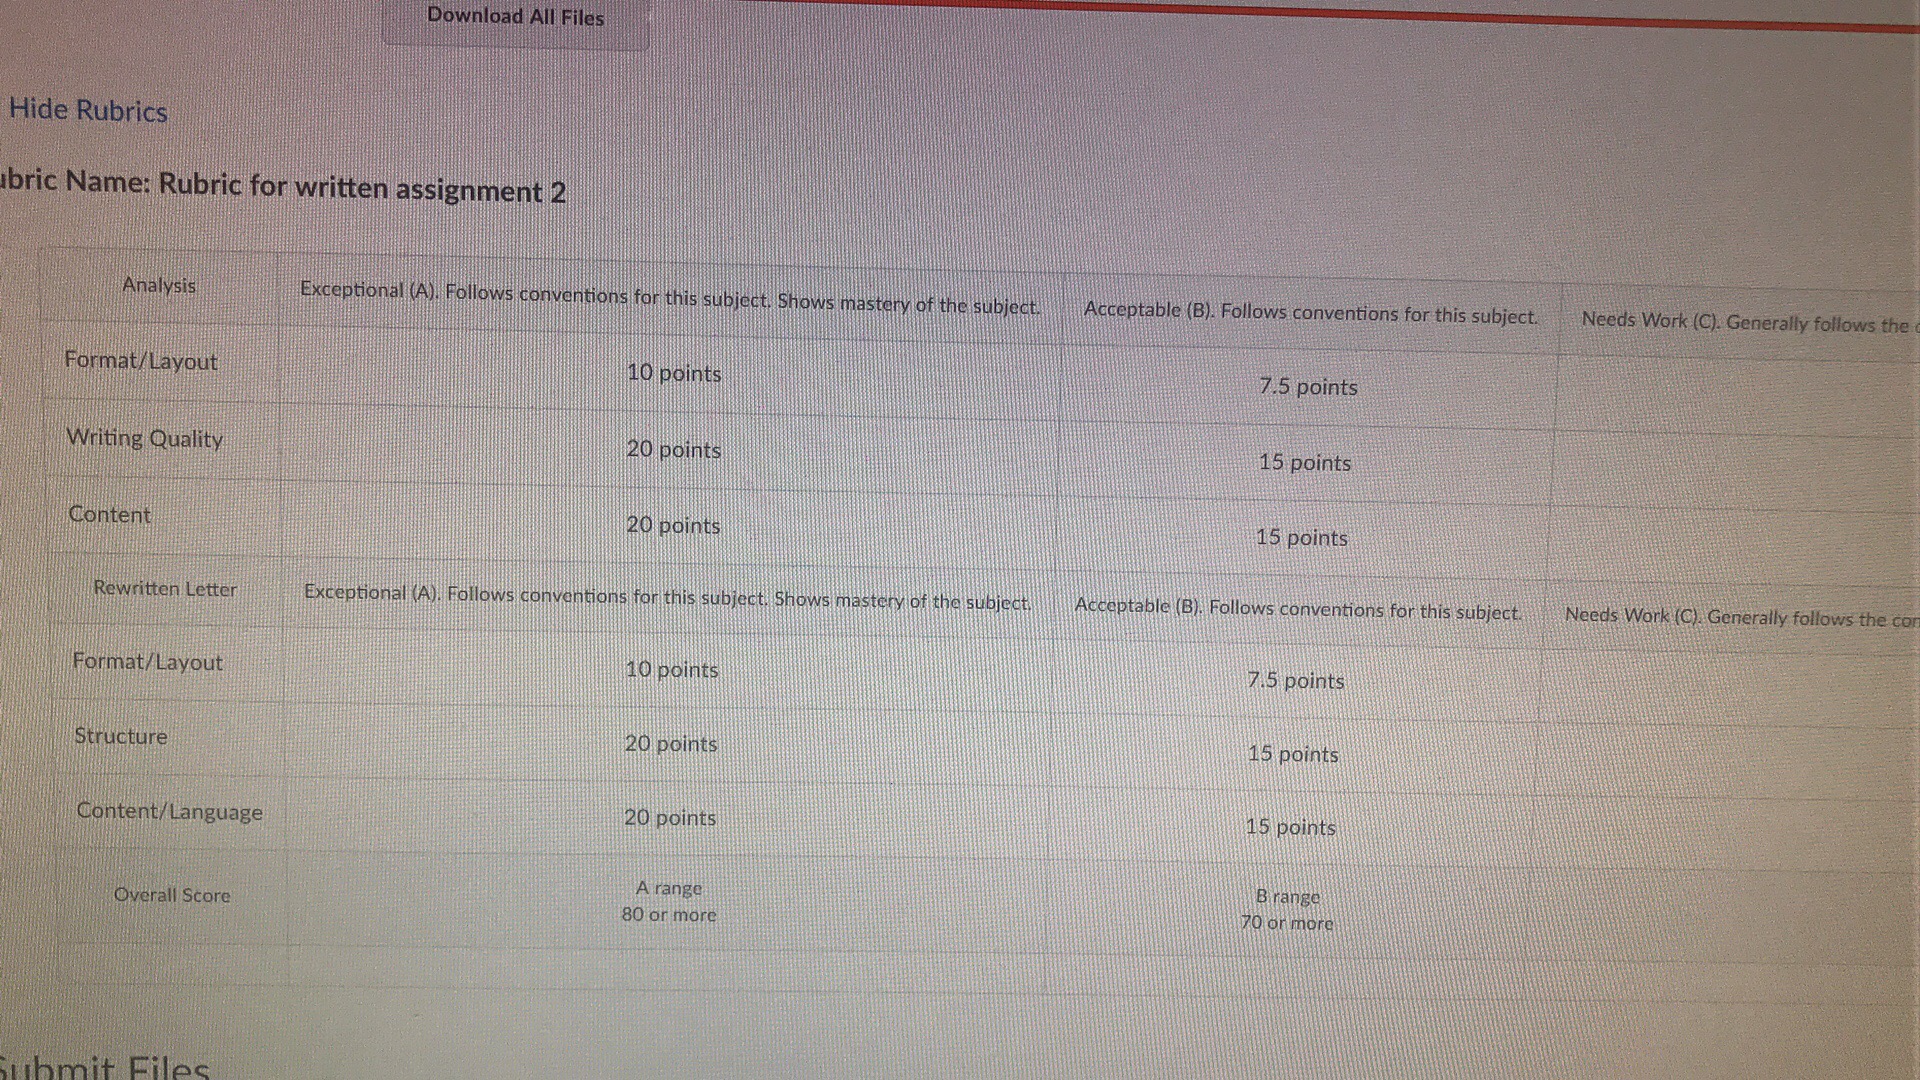 Download All Files
Hide Rubrics
ubric Name: Rubric for written assignment 2
Analysis Exceptional (A). Follows conventions for this subject. Shows mastery of the subject. Acceptable (B). Follows conventions for this subject. Needs Work (C). Generally follows the
Format/Layout 10 points 7.5 points
Writing Quality 20 points 15 points
Content 20 points 15 points
Rewritten Letter Exceptional (A). Follows conventions for this subject. Shows mastery of the subject. Acceptable (B). Follows conventions for this subject. Needs Work (C). Generally follows the con
Format/Layout 10 points 7.5 points
Structure 20 points 15 points
Content/Language 20 points 15 points
Overall Score A range B range
80 or more 70 or more
Submit Files